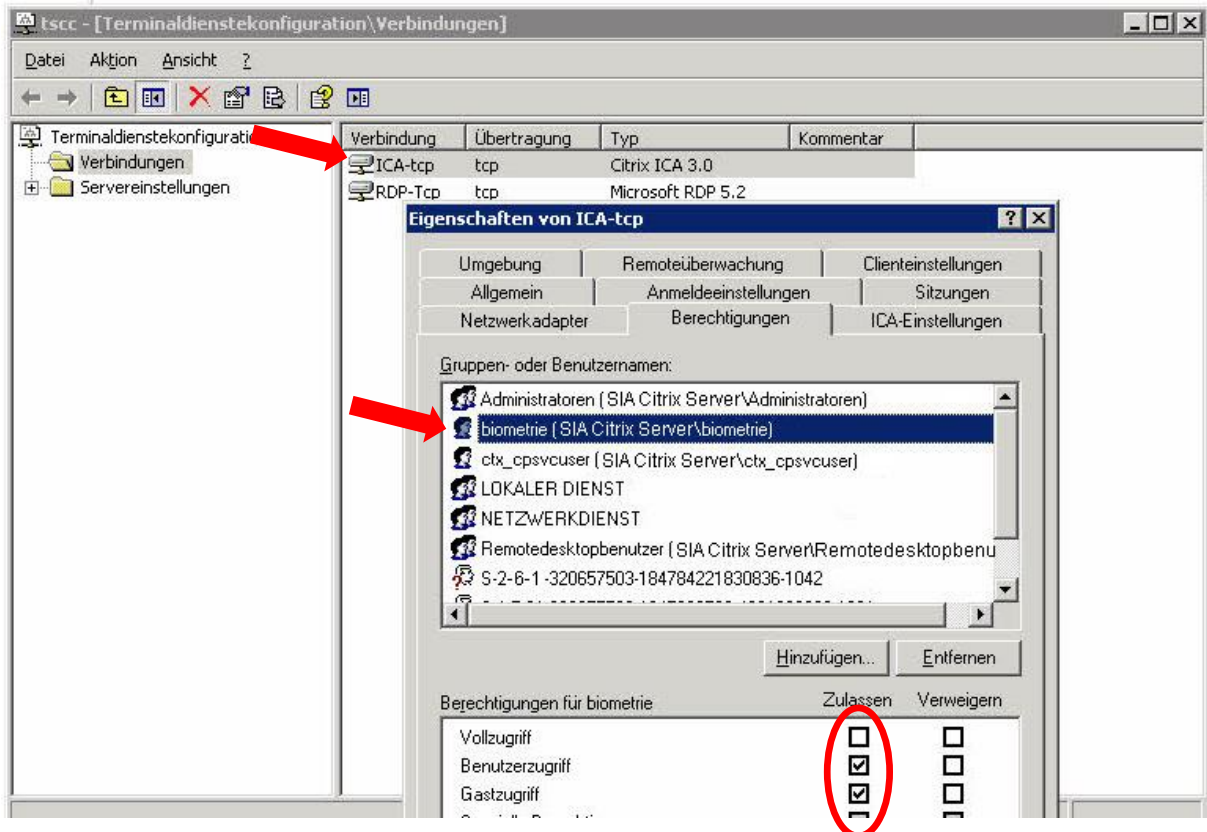 tscc - [Terminaldienstekonfiguration\Verbindungen]
Datei Aktion Ansicht ?
Terminaldienstekonfigurati
Verbindungen
Servereinstellungen
Verbindung Übertragung Typ Kommentar
ICA-tcp tcp Citrix ICA 3.0
RDP-Tcp tcp Microsoft RDP 5.2
Eigenschaften von ICA-tcp
Umgebung Remoteüberwachung Clienteinstellungen
Allgemein Anmeldeeinstellungen Sitzungen
Netzwerkadapter Berechtigungen ICA-Einstellungen
Gruppen- oder Benutzernamen:
Administratoren (SIA Citrix Server\Administratoren)
biometrie (SIA Citrix Server\biometrie)
ctx_cpsvcuser (SIA Citrix Server\ctx_cpsvcuser)
LOKALER DIENST
NETZWERKDIENST
Remotedesktopbenutzer (SIA Citrix Server\Remotedesktopbenu
S-2-6-1 -320657503-184784221830836-1042
Hinzufügen... Entfernen
Berechtigungen für biometrie Zulassen Verweigern
Vollzugriff
Benutzerzugriff
Gastzugriff